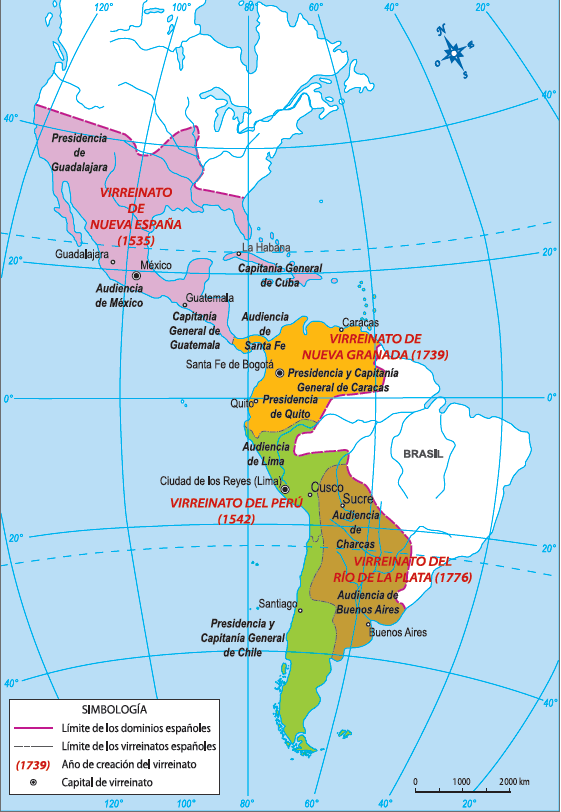 120°
100°
80°
60°
40°
20°
N
E
O
S
40°
40°
Presidencia
de
Guadalajara
VIRREINATO
DE
NUEVA ESPAÑA
(1535)
La Habana
Guadalajara
México
20°
20°
Capitanía General
de Cuba
Audiencia
de México
Guatemala
Capitanía
General de
Guatemala
Audiencia
de
Santa Fe
Caracas
VIRREINATO DE
NUEVA GRANADA (1739)
Santa Fe de Bogotá
Presidencia y Capitanía
General de Caracas
0°
0°
Quito
Presidencia
de Quito
Audiencia
de Lima
BRASIL
Ciudad de los Reyes (Lima)
Cusco
Sucre
VIRREINATO DEL PERÚ
(1542)
Audiencia
de
Charcas
20°
20°
VIRREINATO DEL
RÍO DE LA PLATA (1776)
Audiencia de
Buenos Aires
Santiago
Buenos Aires
Presidencia y
Capitanía General
de Chile
40°
40°
SIMBOLOGÍA
Límite de los dominios españoles
Límite de los virreinatos españoles
(1739) Año de creación del virreinato
Capital de virreinato
0 1000 2000 km
120°
100°
80°
60°
40°